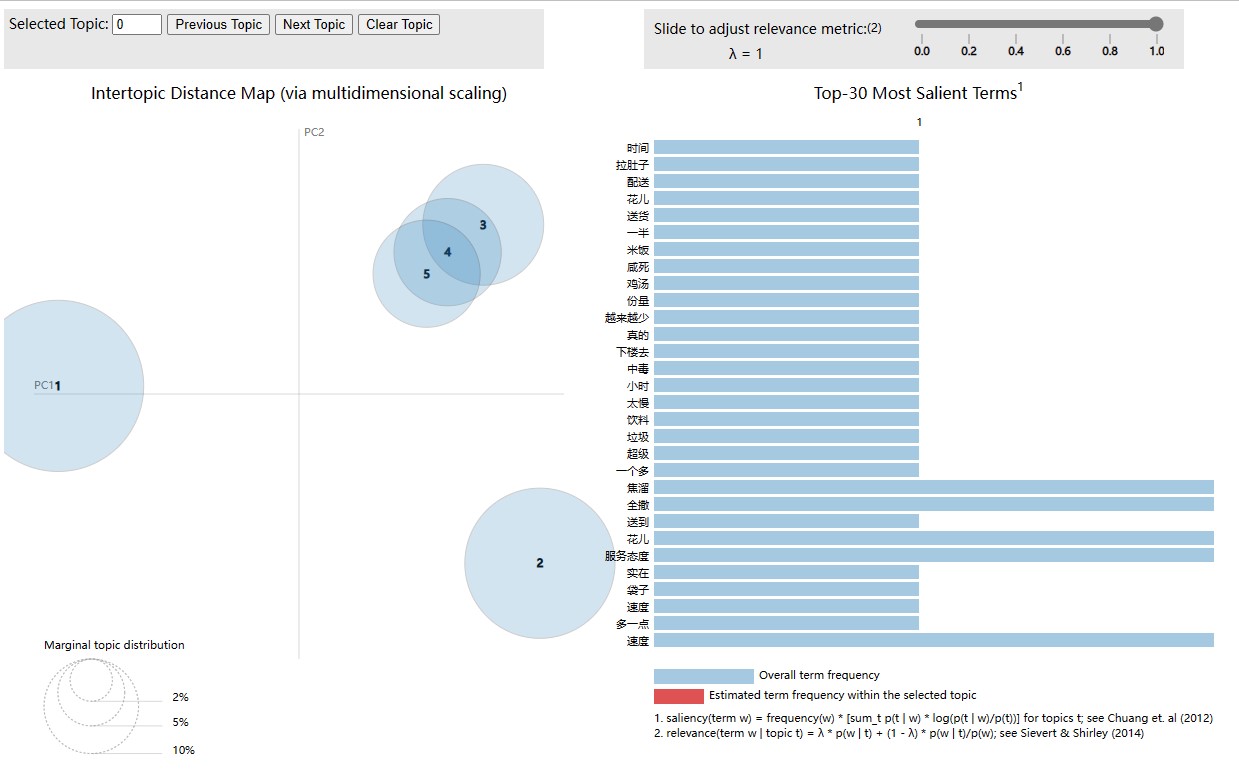 Selected Topic: 0 Previous Topic Next Topic Clear Topic
Slide to adjust relevance metric:(2)
λ = 1
0.0 0.2 0.4 0.6 0.8 1.0
Intertopic Distance Map (via multidimensional scaling)
PC2
3
4
5
PC1 1
2
Marginal topic distribution
2%
5%
10%
Top-30 Most Salient Terms1
1
时间
拉肚子
配送
花儿
送货
一半
米饭
咸死
鸡汤
份量
越来越少
真的
下楼去
中毒
小时
太慢
饮料
垃圾
超级
一个多
焦溜
全撒
送到
花儿
服务态度
实在
袋子
速度
多一点
速度
Overall term frequency
Estimated term frequency within the selected topic
1. saliency(term w) = frequency(w) * [sum_t p(t | w) * log(p(t | w)/p(t))] for topics t; see Chuang et. al (2012)
2. relevance(term w | topic t) = λ * p(w | t) + (1 - λ) * p(w | t)/p(w); see Sievert & Shirley (2014)